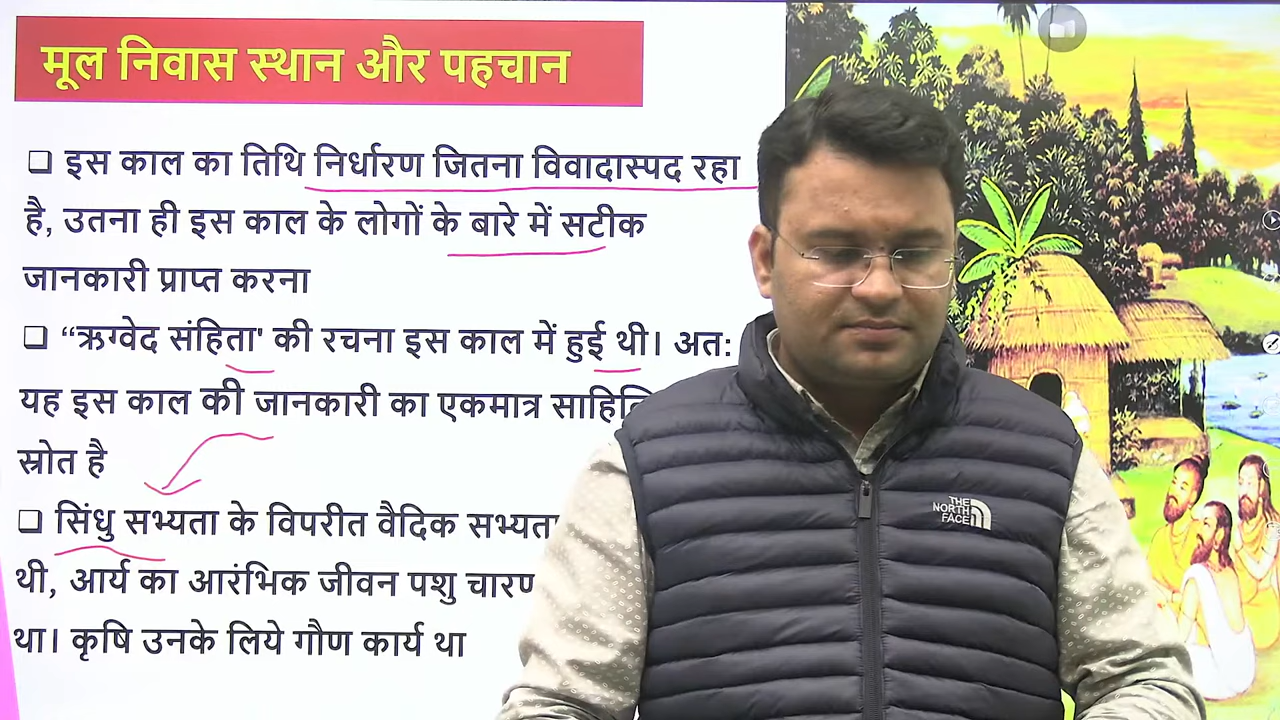 मूल निवास स्थान और पहचान
❑ इस काल का तिथि निर्धारण जितना विवादास्पद रहा
है, उतना ही इस काल के लोगों के बारे में सटीक
जानकारी प्राप्त करना
❑ “ऋग्वेद संहिता' की रचना इस काल में हुई थी। अत:
यह इस काल की जानकारी का एकमात्र
स्रोत है
❑ सिंधु सभ्यता के विपरीत वैदिक
थी, आर्य का आरंभिक जीवन पशु
था। कृषि उनके लिये गौण कार्य था
THE
NORTH
FACE